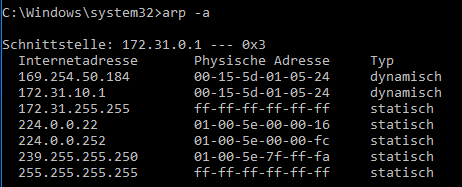 C:\Windows\system32>arp -a
Schnittstelle: 172.31.0.1 --- 0x3
Internetadresse Physische Adresse Typ
169.254.50.184 00-15-5d-01-05-24 dynamisch
172.31.10.1 00-15-5d-01-05-24 dynamisch
172.31.255.255 ff-ff-ff-ff-ff-ff statisch
224.0.0.22 01-00-5e-00-00-16 statisch
224.0.0.252 01-00-5e-00-00-fc statisch
239.255.255.250 01-00-5e-7f-ff-fa statisch
255.255.255.255 ff-ff-ff-ff-ff-ff statisch